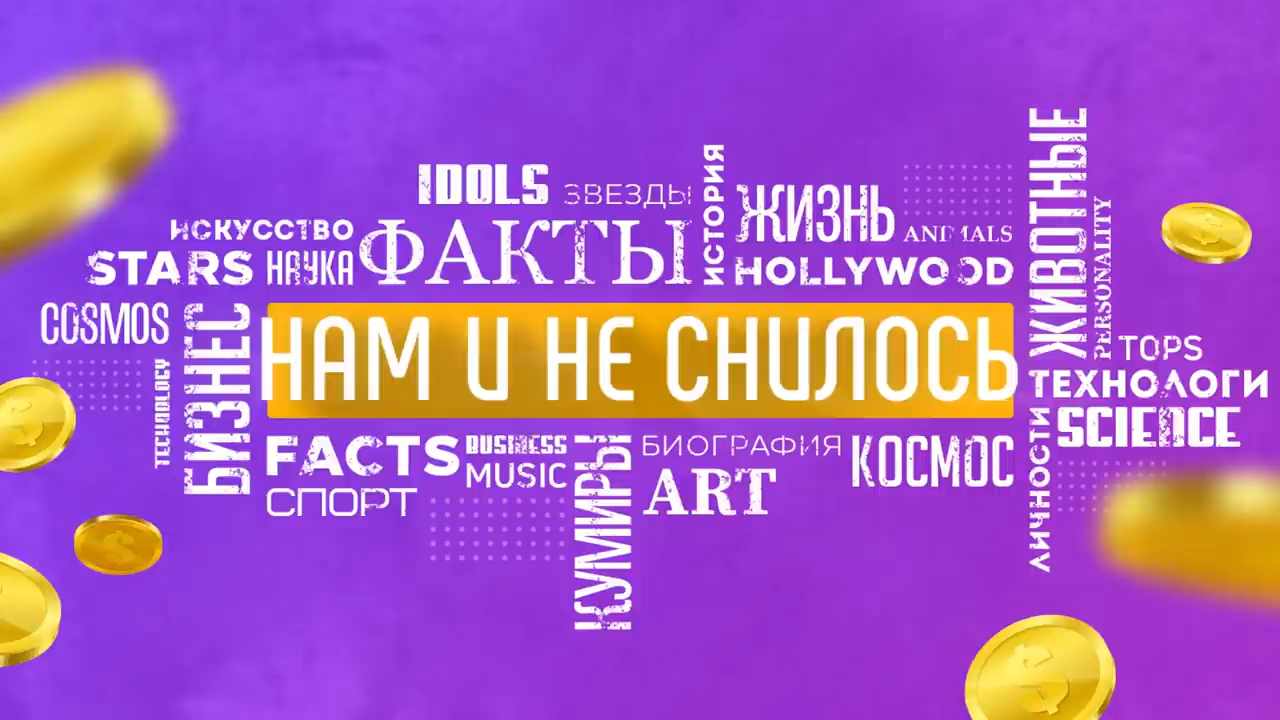 IDOLS
ЗВЕЗДЫ
ИСТОРИЯ
ЖИЗНЬ
ANIMALS
ЖИВОТНЫЕ
PERSONALITY
ИСКУССТВО
STARS
НАУКА
ФАКТЫ
HOLLYWOOD
COSMOS
TECHNOLOGY
БИЗНЕС
НАМ И НЕ СНИЛОСЬ
TOPS
ТЕХНОЛОГИ
SCIENCE
ЛИЧНОСТИ
FACTS
BUSINESS
MUSIC
СПОРТ
КУМИРЫ
БИОГРАФИЯ
ART
КОСМОС